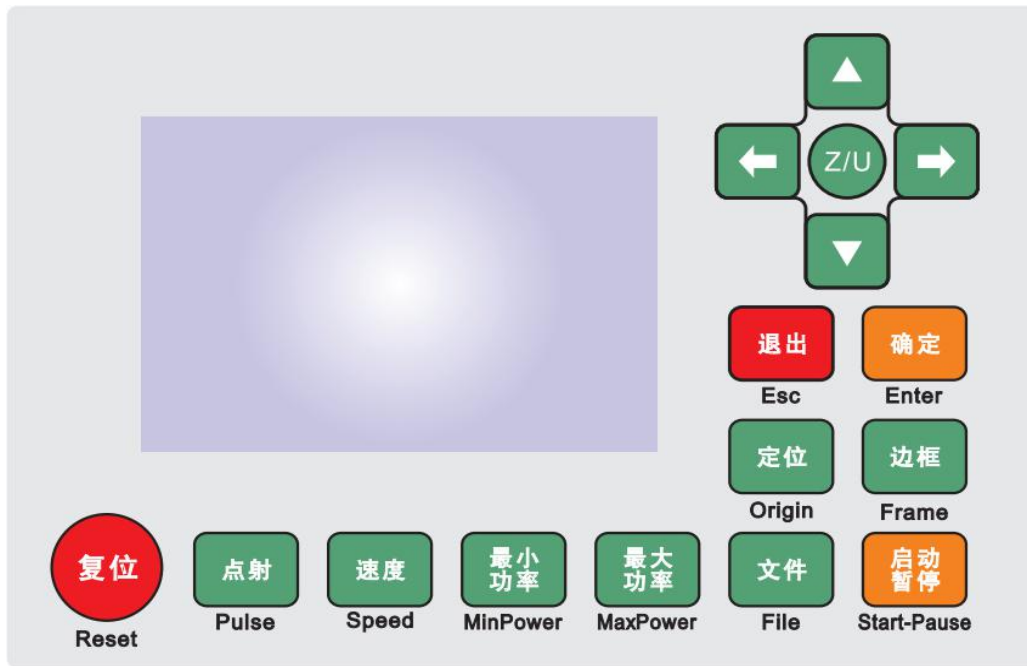 Z/U
退出
确定
Esc
Enter
定位
边框
Origin
Frame
复位
点射
速度
最小
功率
最大
功率
文件
启动
暂停
Reset
Pulse
Speed
MinPower
MaxPower
File
Start-Pause